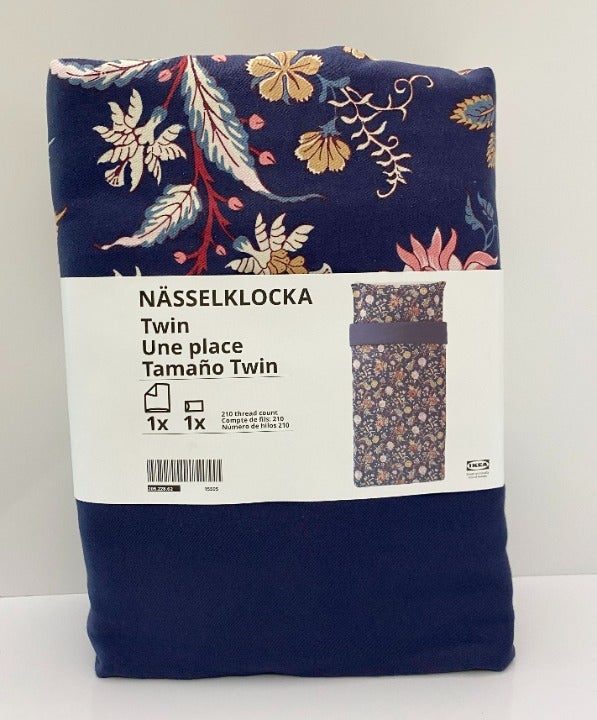 NÄSSELKLOCKA
Twin
Une place
Tamaño Twin
1x 1x
210 thread count
Compte de fils: 210
Número de hilos 210
15505
IKEA